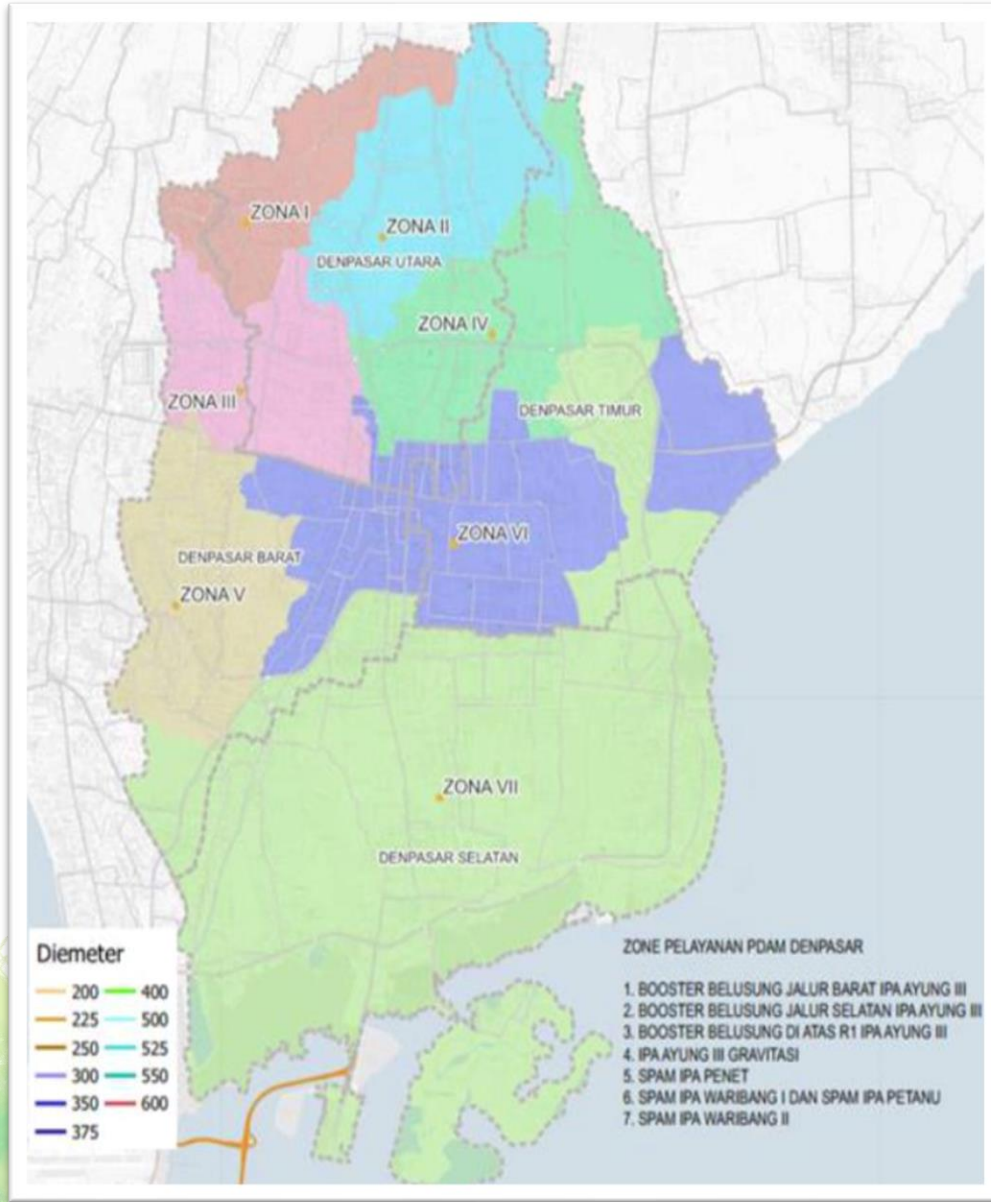 ZONA I
ZONA II
DENPASAR UTARA
ZONA IV
ZONA III
DENPASAR TIMUR
ZONA VI
DENPASAR BARAT
ZONA V
ZONA VII
DENPASAR SELATAN
Diemeter
200 400
225 500
250 525
300 550
350 600
375
ZONE PELAYANAN PDAM DENPASAR
1. BOOSTER BELUSUNG JALUR BARAT IPA AYUNG III
2. BOOSTER BELUSUNG JALUR SELATAN IPA AYUNG III
3. BOOSTER BELUSUNG DI ATAS R1 IPA AYUNG III
4. IPA AYUNG III GRAVITASI
5. SPAM IPA PENET
6. SPAM IPA WARIBANG I DAN SPAM IPA PETANU
7. SPAM IPA WARIBANG II